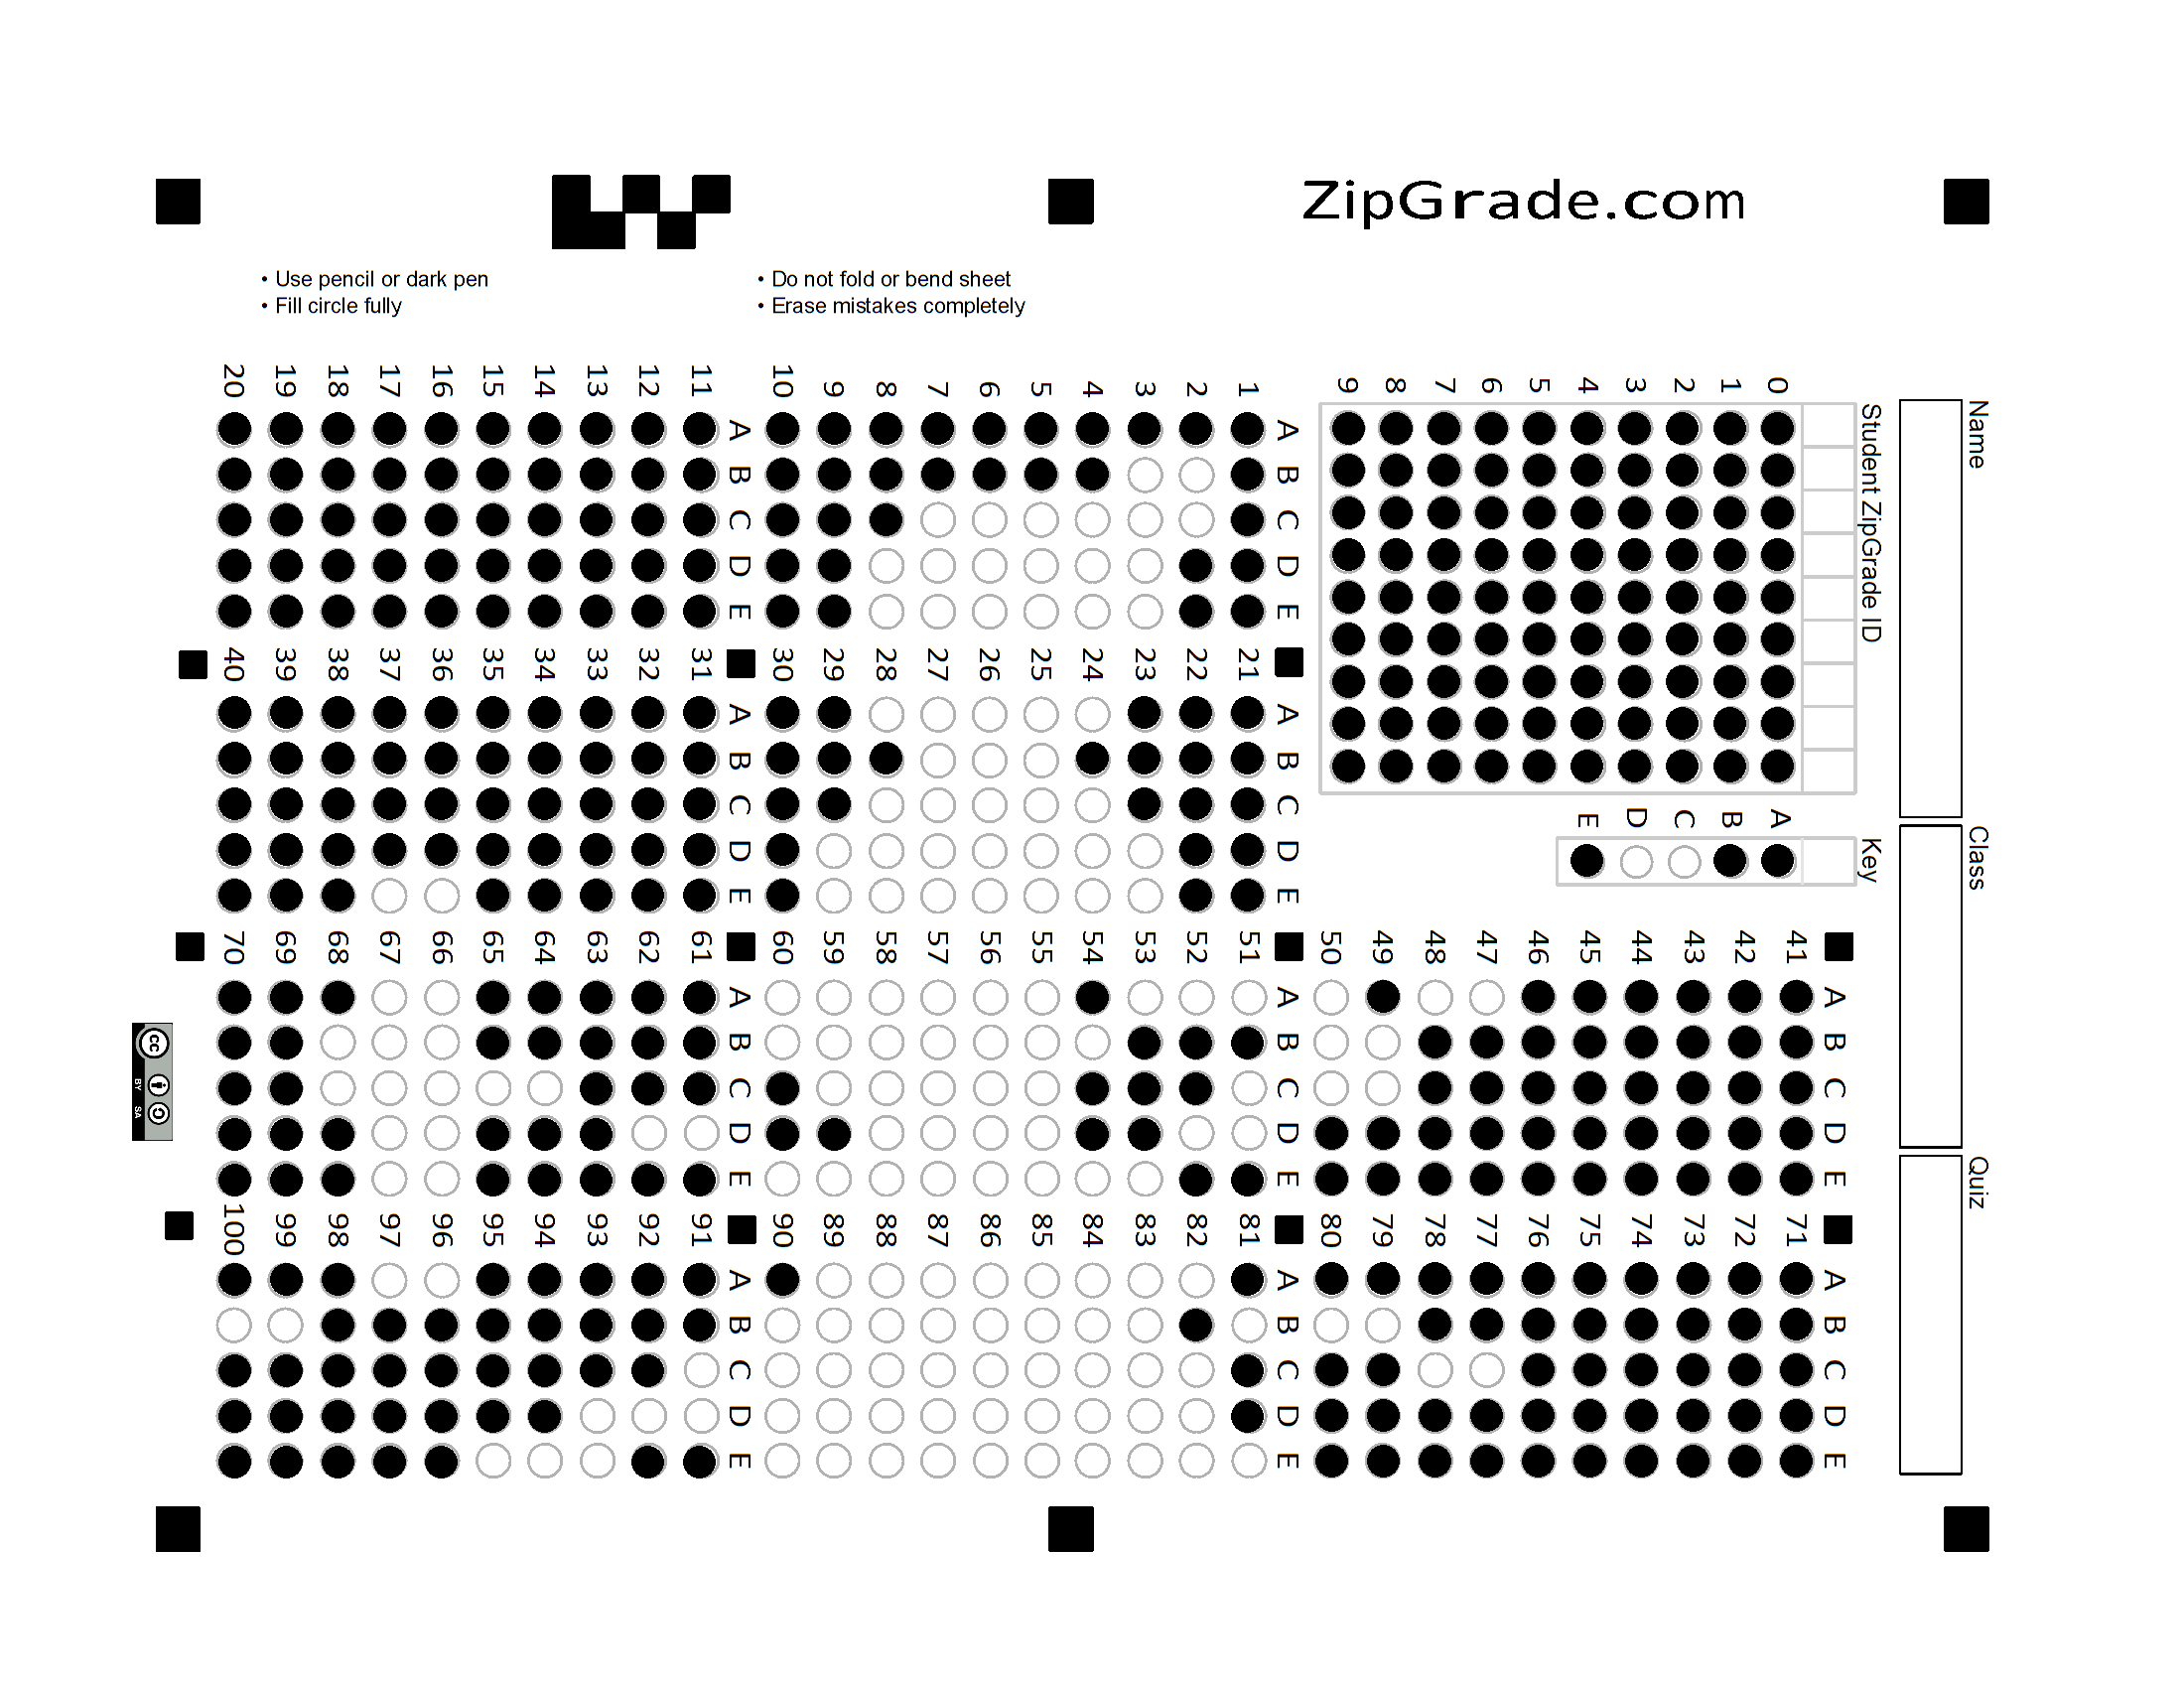 ZipGrade.com
• Use pencil or dark pen
• Fill circle fully
• Do not fold or bend sheet
• Erase mistakes completely
Name
Class
Quiz
Student ZipGrade ID
0 1 2 3 4 5 6 7 8 9
Key
A B C D E
A B C D E
1 2 3 4 5 6 7 8 9 10
A B C D E
11 12 13 14 15 16 17 18 19 20
A B C D E
21 22 23 24 25 26 27 28 29 30
A B C D E
31 32 33 34 35 36 37 38 39 40
A B C D E
41 42 43 44 45 46 47 48 49 50
A B C D E
51 52 53 54 55 56 57 58 59 60
A B C D E
61 62 63 64 65 66 67 68 69 70
A B C D E
71 72 73 74 75 76 77 78 79 80
A B C D E
81 82 83 84 85 86 87 88 89 90
A B C D E
91 92 93 94 95 96 97 98 99 100
cc
BY SA